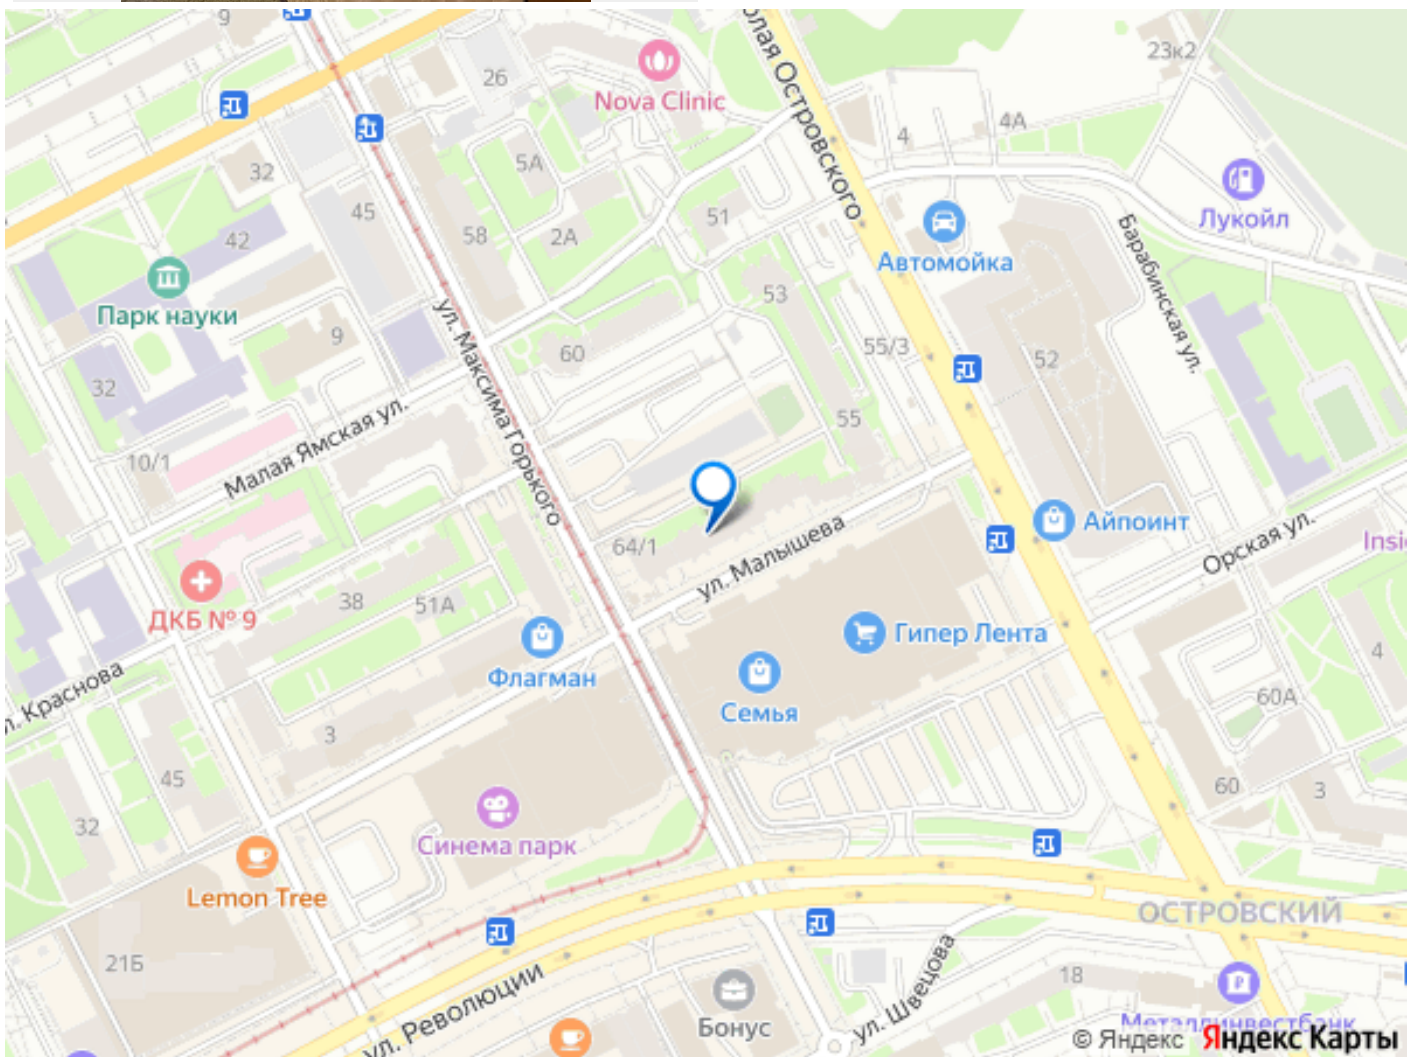 9
26
23к2
Nova Clinic
олая Островского
4А
4
5А
32
Лукойл
45
51
42
58
2А
Автомойка
Барабинская ул.
53
Парк науки
ул. Максима Горького
9
55/3
60
52
32
55
Малая Ямская ул.
10/1
Айпоинт
ул. Малышева
Орская ул.
64/1
38
51А
ДКБ № 9
Гипер Лента
4
Флагман
л. Краснова
60А
Семья
3
45
60
3
32
Синема парк
Lemon Tree
ОСТРОВСКИЙ
21Б
ул. Революции
18
ул. Швецова
Бонус
Металлинвестбанк
© Яндекс Яндекс Карты